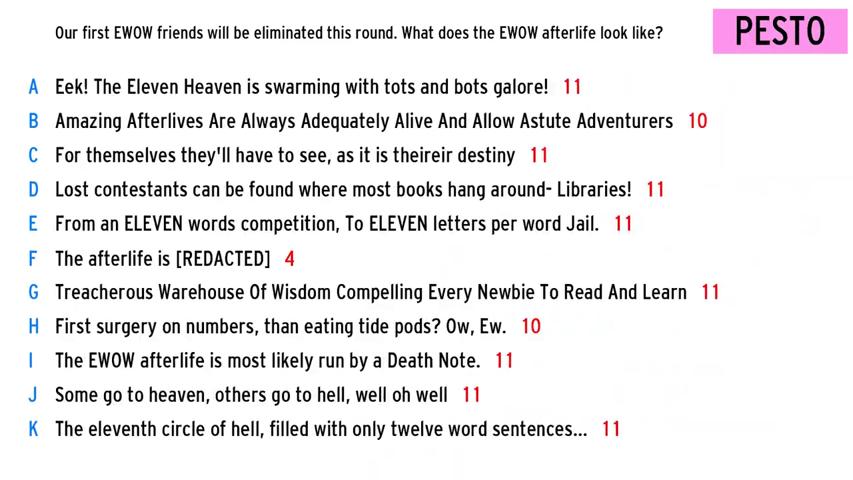 Our first EWOW friends will be eliminated this round. What does the EWOW afterlife look like?
PESTO
A Eek! The Eleven Heaven is swarming with tots and bots galore! 11
B Amazing Afterlives Are Always Adequately Alive And Allow Astute Adventurers 10
C For themselves they'll have to see, as it is theireir destiny 11
D Lost contestants can be found where most books hang around- Libraries! 11
E From an ELEVEN words competition, To ELEVEN letters per word Jail. 11
F The afterlife is [REDACTED] 4
G Treacherous Warehouse Of Wisdom Compelling Every Newbie To Read And Learn 11
H First surgery on numbers, than eating tide pods? Ow, Ew. 10
I The EWOW afterlife is most likely run by a Death Note. 11
J Some go to heaven, others go to hell, well oh well 11
K The eleventh circle of hell, filled with only twelve word sentences... 11